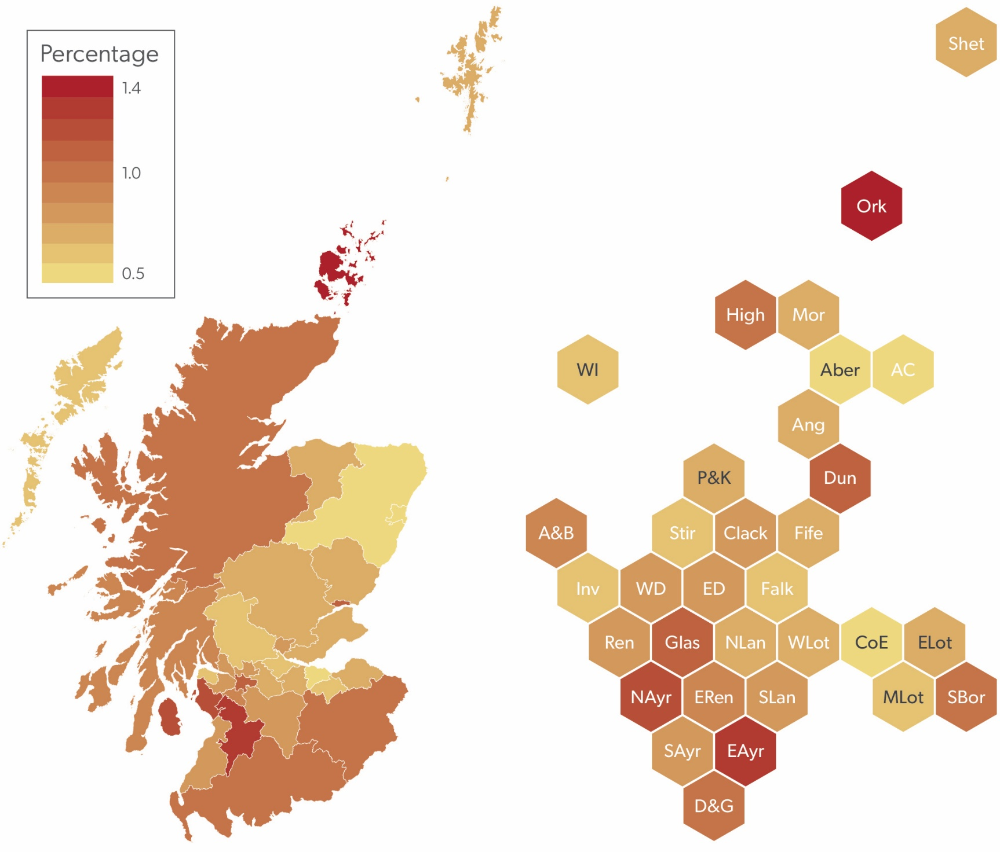 Percentage
1.4
1.0
0.5
Shet
Ork
High Mor
WI Aber AC
Ang
P&K Dun
A&B Stir Clack Fife
Inv WD ED Falk
Ren Glas NLan WLot CoE ELot
NAyr ERen SLan MLot SBor
SAyr EAyr
D&G